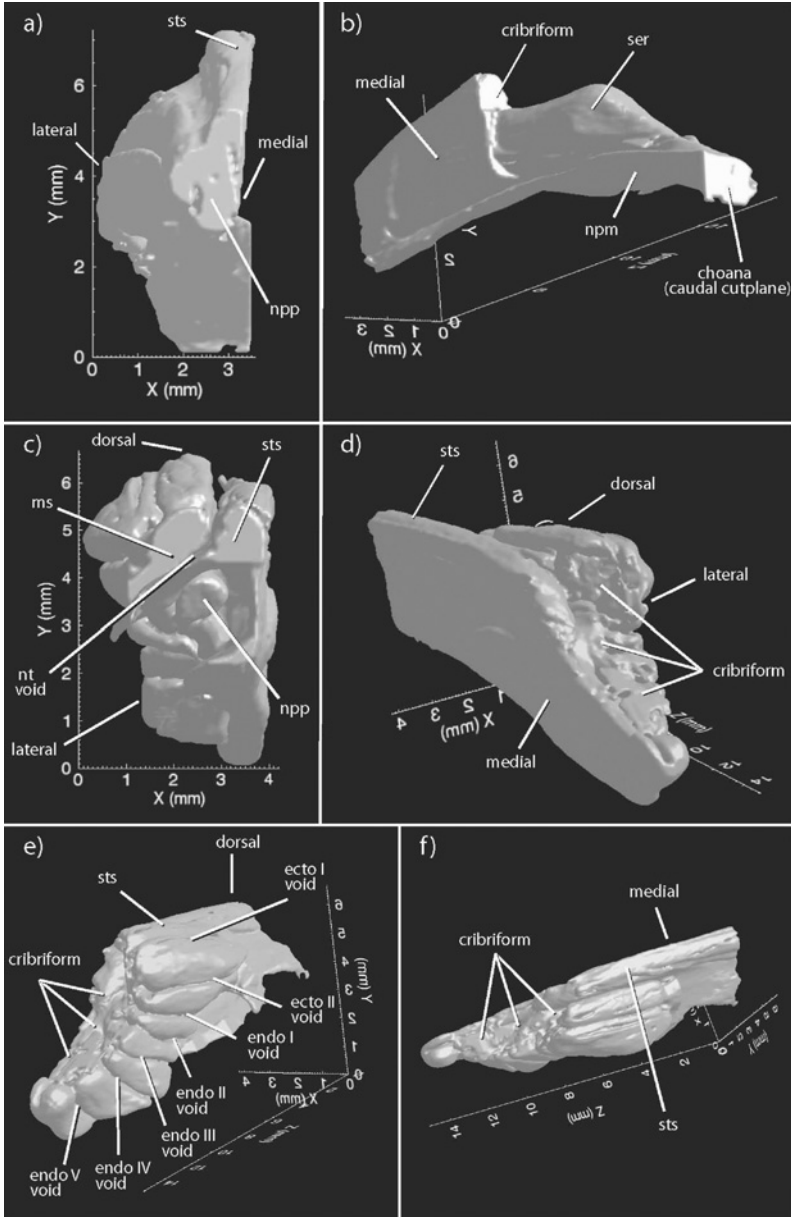 a)
sts
lateral
medial
npp
Y (mm)
6
4
2
0
0 1 2 3
X (mm)
b)
cribriform
ser
medial
npm
choana
(caudal cutplane)
Y
2
0
3 2 1 0
X (mm)
c)
dorsal
sts
ms
nt
void
lateral
npp
Y (mm)
6
5
4
3
2
1
0
0 1 2 3 4
X (mm)
d)
sts
6
5
dorsal
lateral
cribriform
medial
4 3 2 1
X (mm)
Z (mm)
10
12
14
e)
dorsal
sts
ecto I
void
cribriform
ecto II
void
endo I
void
endo II
void
endo III
void
endo IV
void
endo V
void
6
5
4
3
2
1
0
Y (mm)
4 3 2 1 0
X (mm)
f)
medial
cribriform
sts
14 12 10 8 6 4 2 0
Z (mm)